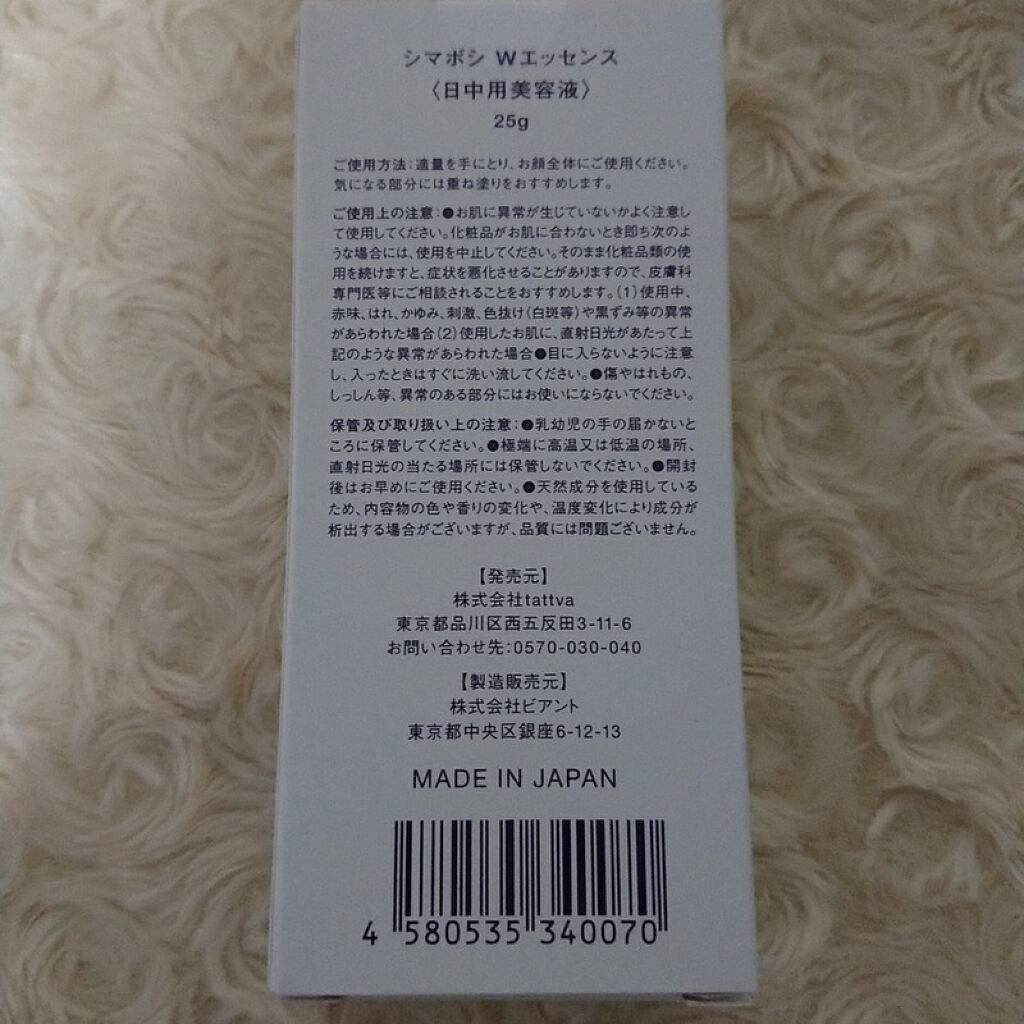 シマボシ Wエッセンス
〈日中用美容液〉
25g
ご使用方法：適量を手にとり、お顔全体にご使用ください。
気になる部分には重ね塗りをおすすめします。
ご使用上の注意：●お肌に異常が生じていないかよく注意し
て使用してください。化粧品がお肌に合わないとき即ち次のよ
うな場合には、使用を中止してください。そのまま化粧品類の使
用を続けますと、症状を悪化させることがありますので、皮膚科
専門医等にご相談されることをおすすめします。（1）使用中、
赤味、はれ、かゆみ、刺激、色抜け（白斑等）や黒ずみ等の異常
があらわれた場合（2）使用したお肌に、直射日光があたって上
記のような異常があらわれた場合●目に入らないように注意
し、入ったときはすぐに洗い流してください。●傷やはれもの、
しっしん等、異常のある部分にはお使いにならないでください。
保管及び取り扱い上の注意：●乳幼児の手の届かないと
ころに保管してください。●極端に高温又は低温の場所、
直射日光の当たる場所には保管しないでください。●開封
後はお早めにご使用ください。●天然成分を使用している
ため、内容物の色や香りの変化や、温度変化により成分が
析出する場合がございますが、品質には問題ございません。
【発売元】
株式会社tattva
東京都品川区西五反田3-11-6
お問い合わせ先：0570-030-040
【製造販売元】
株式会社ビアント
東京都中央区銀座6-12-13
MADE IN JAPAN
4 580535 340070